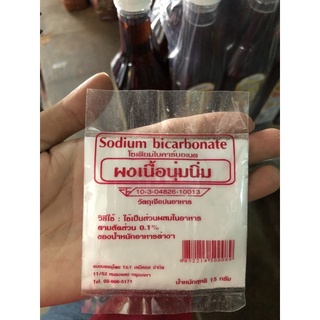 Sodium bicarbonate
โซเดียมไบคาร์บอเนต
ผงเนื้อนุ่มนิ่ม
10-3-04826-10013
วัตถุเจือปนอาหาร
วิธีใช้ : ใช้เป็นส่วนผสมในอาหาร
ตามสัดส่วน 0.1%
ของน้ำหนักอาหาร
น้ำหนักสุทธิ 15 กรัม